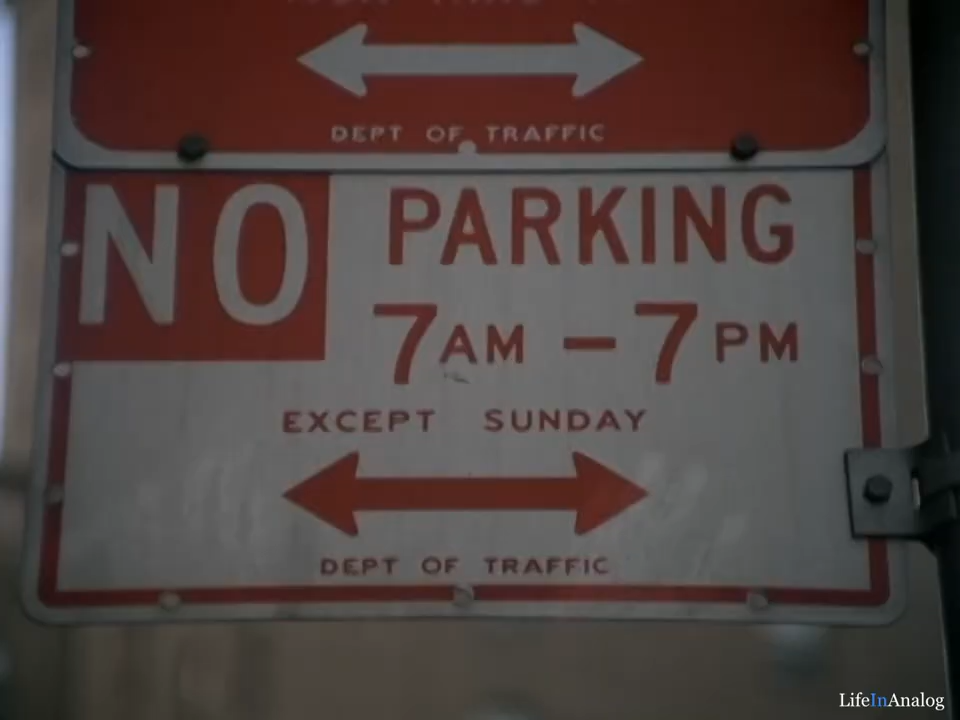 DEPT OF TRAFFIC
NO PARKING
7AM – 7PM
EXCEPT SUNDAY
DEPT OF TRAFFIC
LifeInAnalog